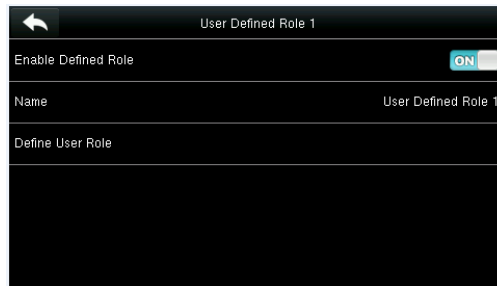 User Defined Role 1
Enable Defined Role ON
Name User Defined Role 1
Define User Role